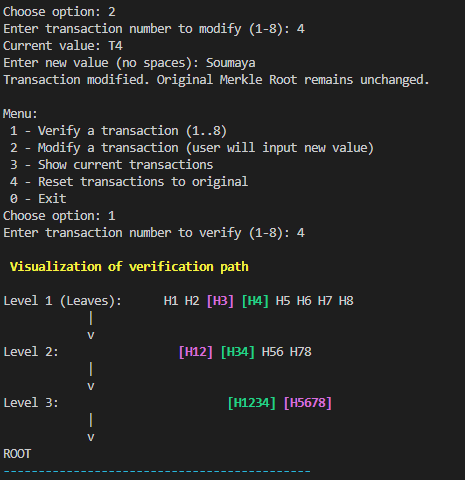 Choose option: 2
Enter transaction number to modify (1-8): 4
Current value: T4
Enter new value (no spaces): Soumaya
Transaction modified. Original Merkle Root remains unchanged.

Menu:
 1 - Verify a transaction (1..8)
 2 - Modify a transaction (user will input new value)
 3 - Show current transactions
 4 - Reset transactions to original
 0 - Exit
Choose option: 1
Enter transaction number to verify (1-8): 4

 Visualization of verification path

Level 1 (Leaves):      H1 H2 [H3] [H4] H5 H6 H7 H8
            |
            v
Level 2:                 [H12] [H34] H56 H78
            |
            v
Level 3:                        [H1234] [H5678]
            |
            v
ROOT
--------------------------------------------